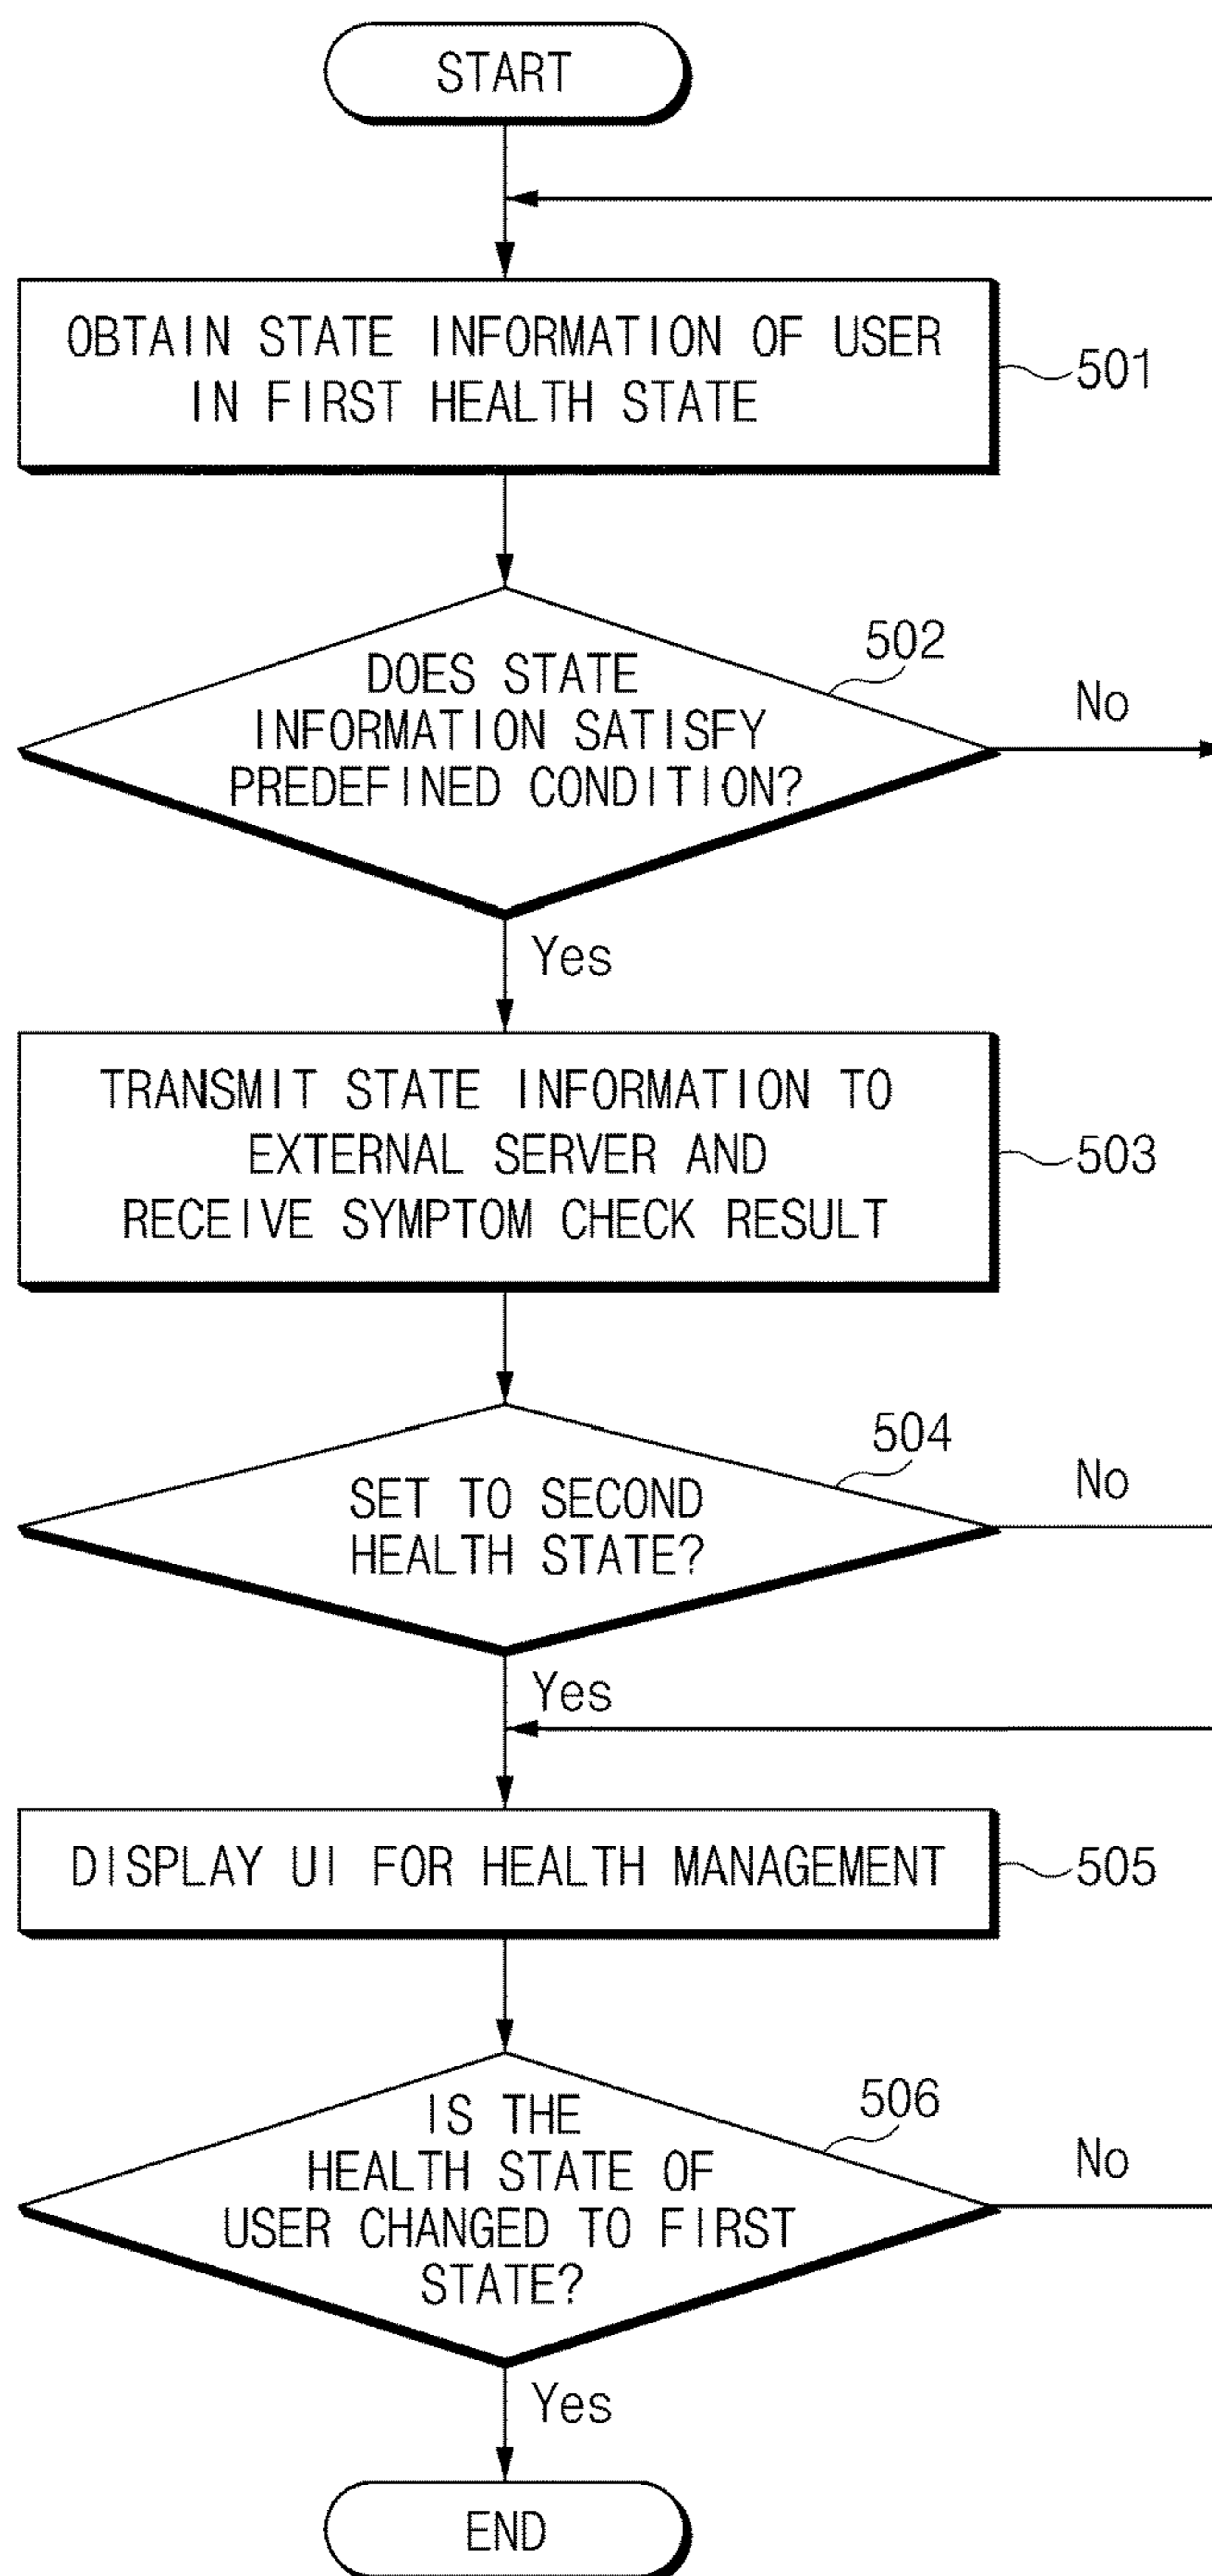 START
OBTAIN STATE INFORMATION OF USER
IN FIRST HEALTH STATE
501
502
DOES STATE
INFORMATION SATISFY
PREDEFINED CONDITION?
No
Yes
TRANSMIT STATE INFORMATION TO
EXTERNAL SERVER AND
RECEIVE SYMPTOM CHECK RESULT
503
504
SET TO SECOND
HEALTH STATE?
No
Yes
DISPLAY UI FOR HEALTH MANAGEMENT
505
506
IS THE
HEALTH STATE OF
USER CHANGED TO FIRST
STATE?
No
Yes
END